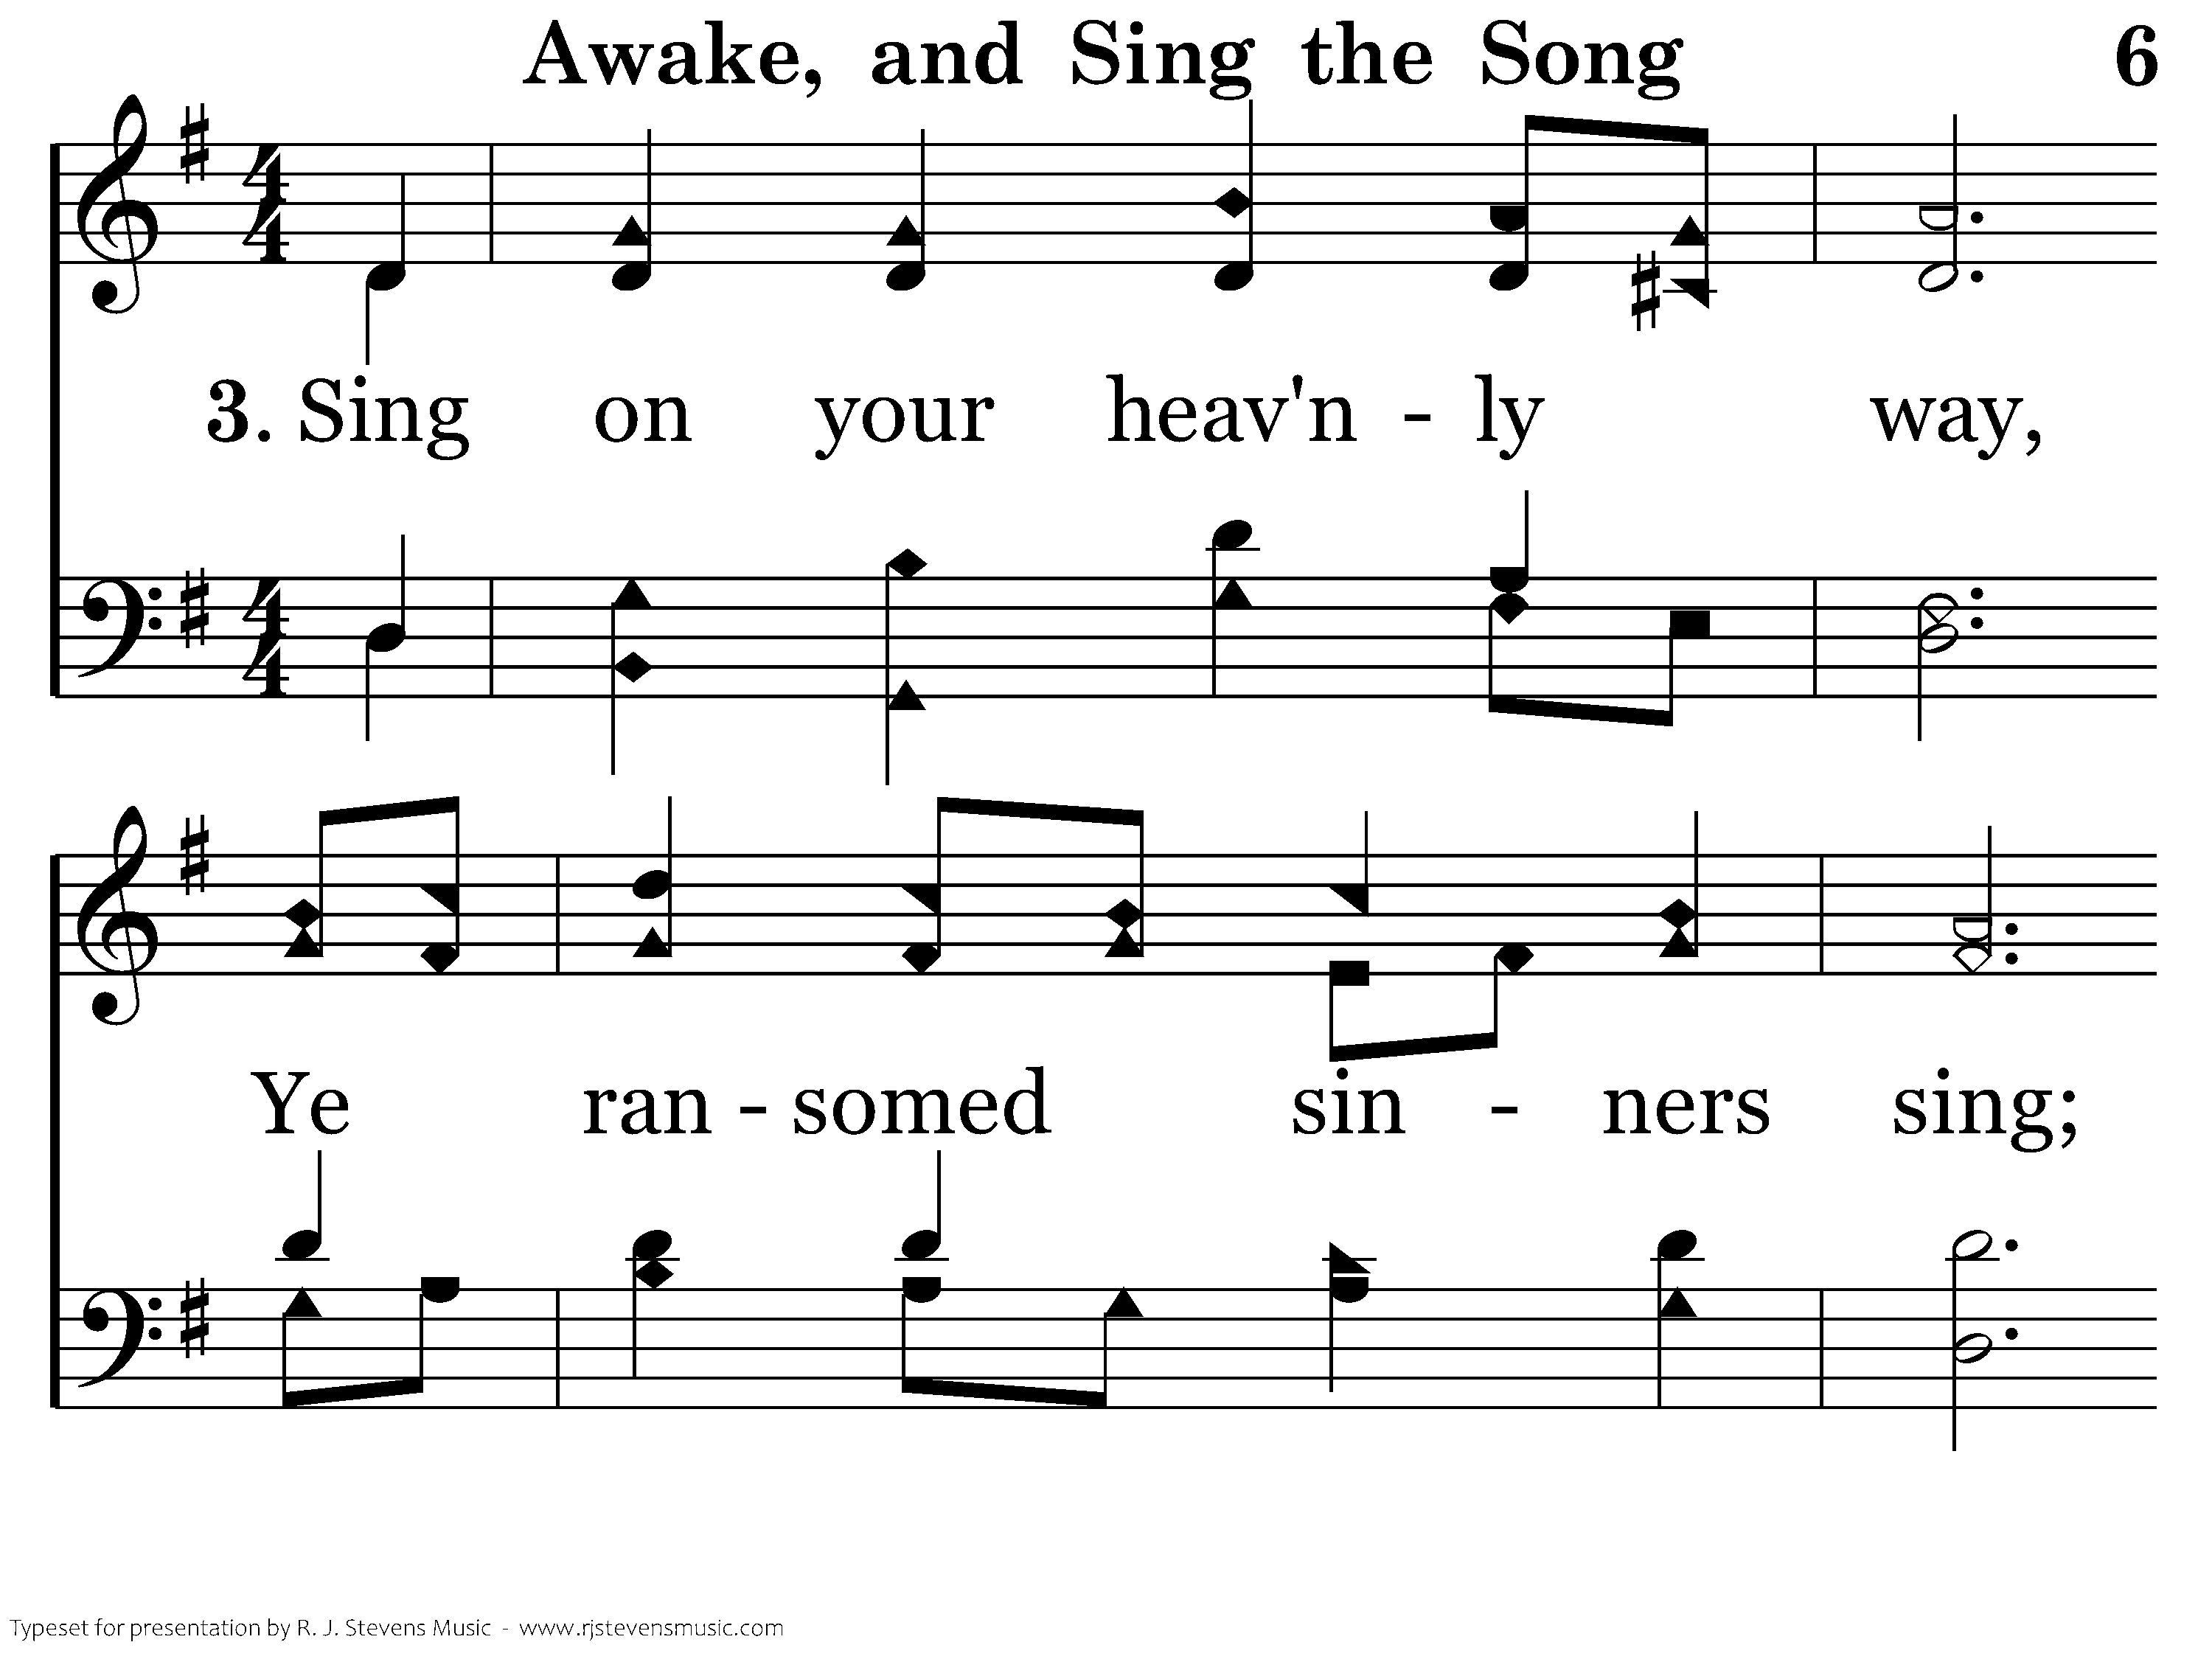 Awake, and Sing the Song 6
3. Sing on your heav'n - ly way,
Ye ran - somed sin - ners sing;
Typeset for presentation by R. J. Stevens Music - www.rjstevensmusic.com